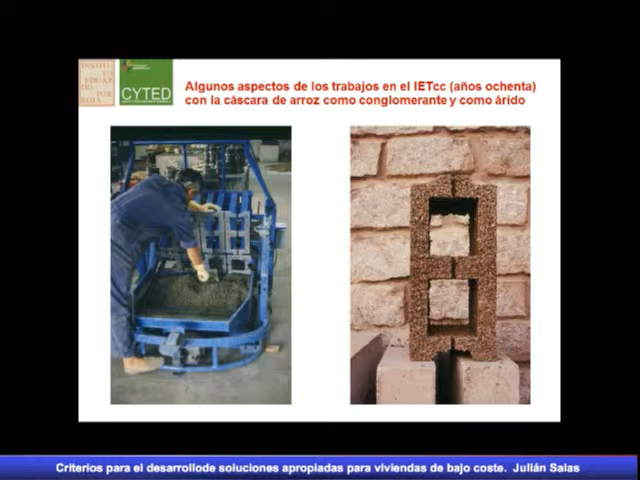 CYTED
Algunos aspectos de los trabajos en el IETcc (años ochenta)
con la cáscara de arroz como conglomerante y como árido
Criterios para el desarrollode soluciones apropiadas para viviendas de bajo coste. Julián Salas